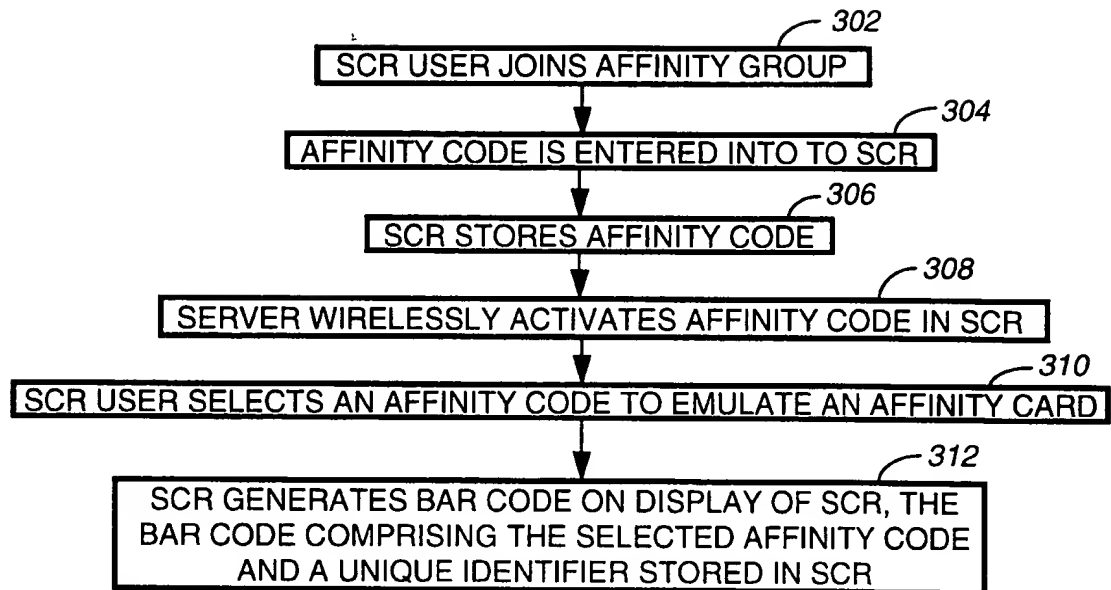 302
SCR USER JOINS AFFINITY GROUP
304
AFFINITY CODE IS ENTERED INTO TO SCR
306
SCR STORES AFFINITY CODE
308
SERVER WIRELESSLY ACTIVATES AFFINITY CODE IN SCR
310
SCR USER SELECTS AN AFFINITY CODE TO EMULATE AN AFFINITY CARD
312
SCR GENERATES BAR CODE ON DISPLAY OF SCR, THE
BAR CODE COMPRISING THE SELECTED AFFINITY CODE
AND A UNIQUE IDENTIFIER STORED IN SCR